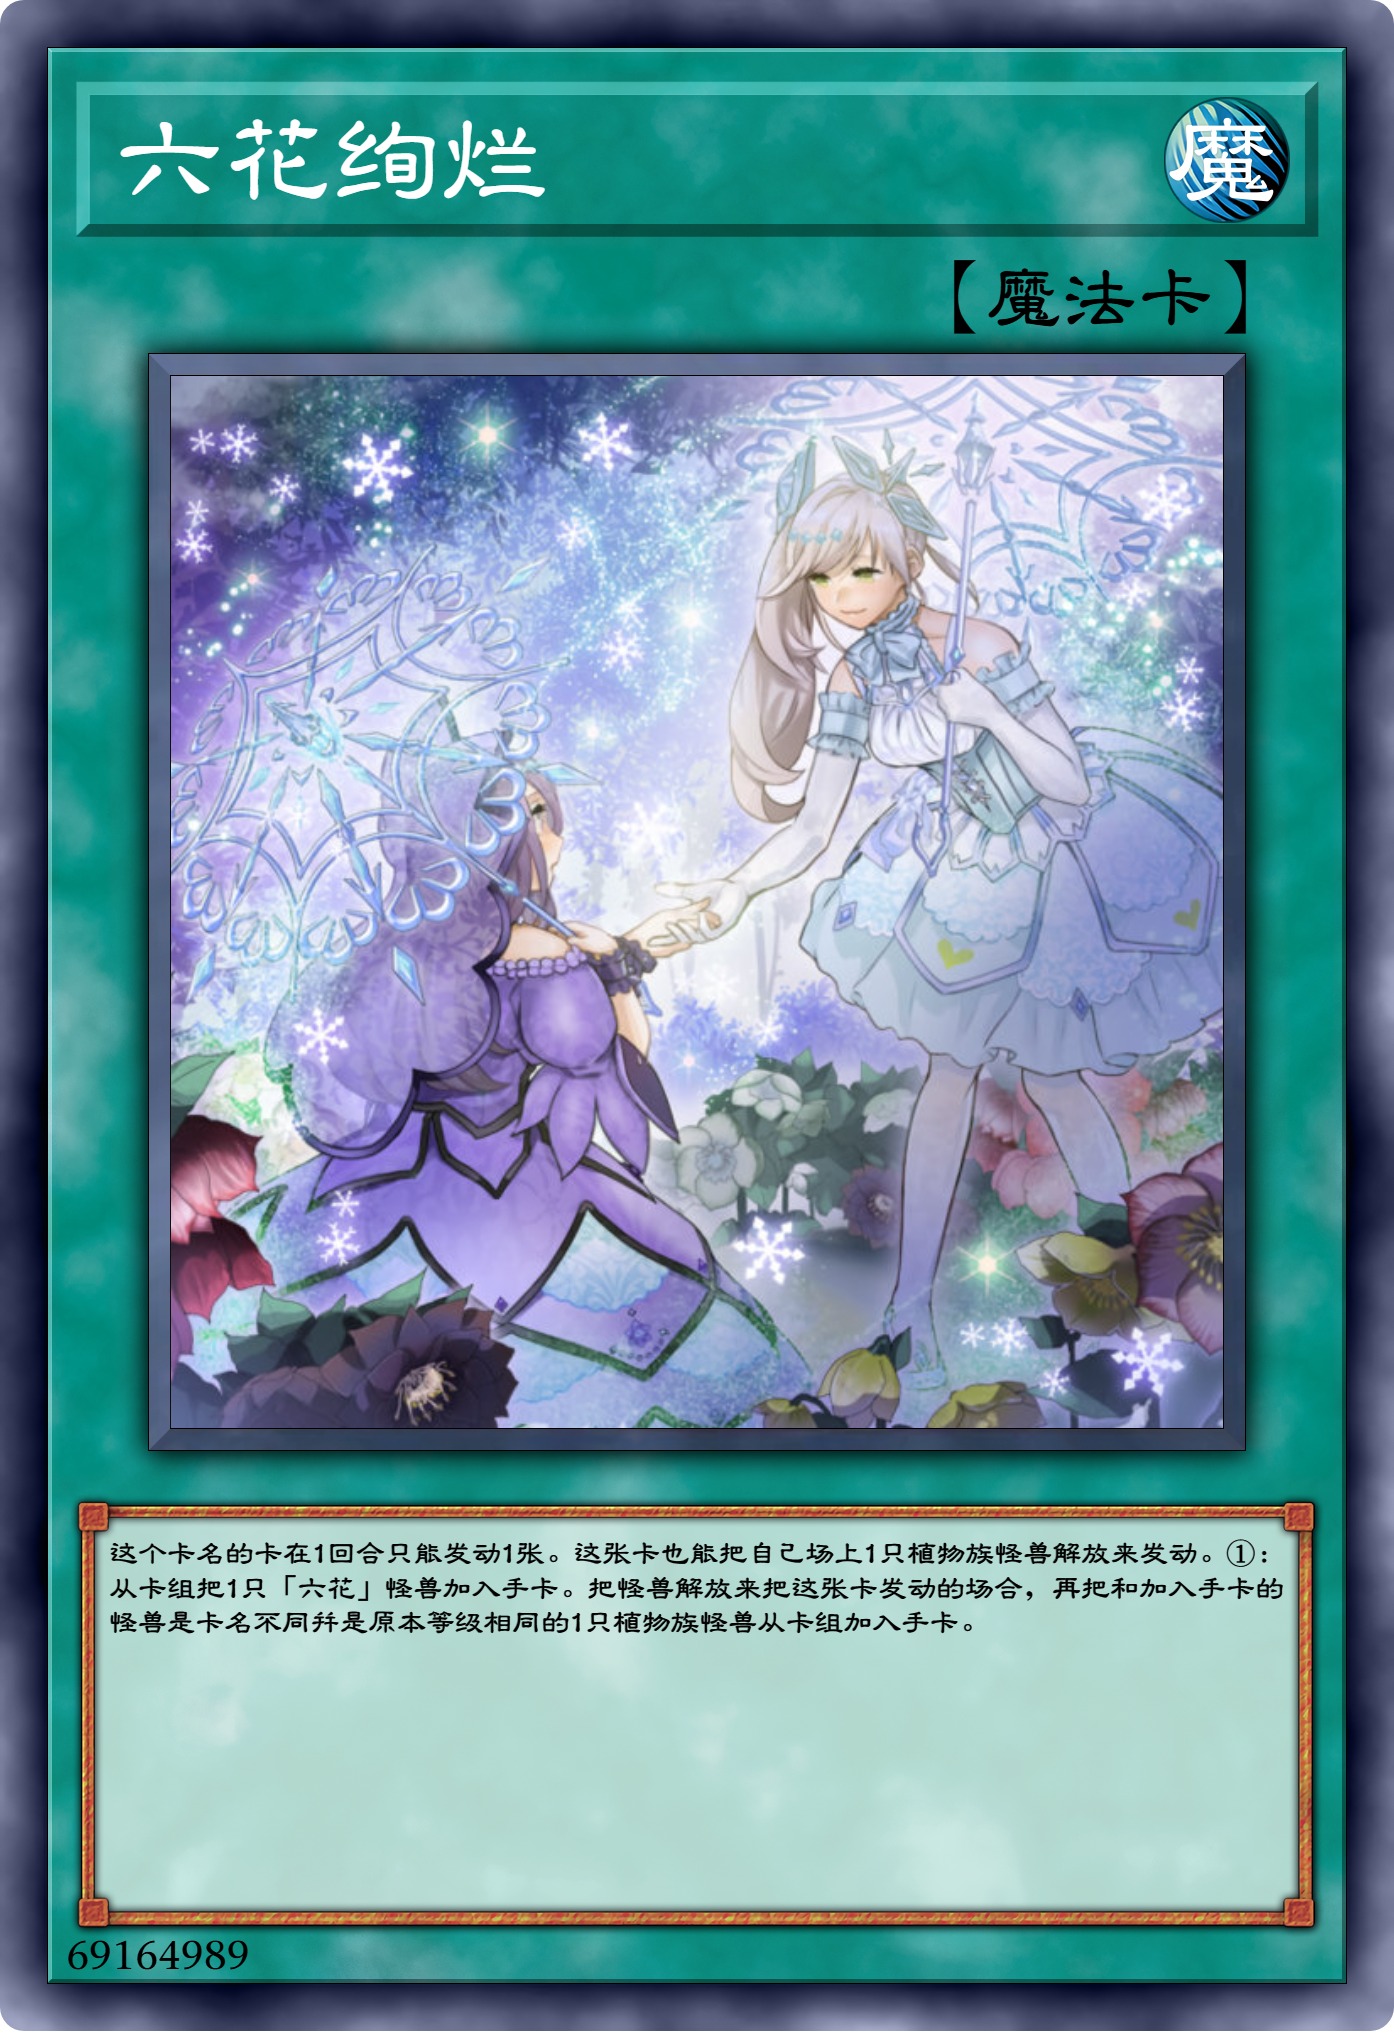 六花绚烂
魔
【魔法卡】
这个卡名的卡在1回合只能发动1张。这张卡也能把自己场上1只植物族怪兽解放来发动。①：
从卡组把1只「六花」怪兽加入手卡。把怪兽解放来把这张卡发动的场合，再把和加入手卡的
怪兽是卡名不同并是原本等级相同的1只植物族怪兽从卡组加入手卡。
69164989